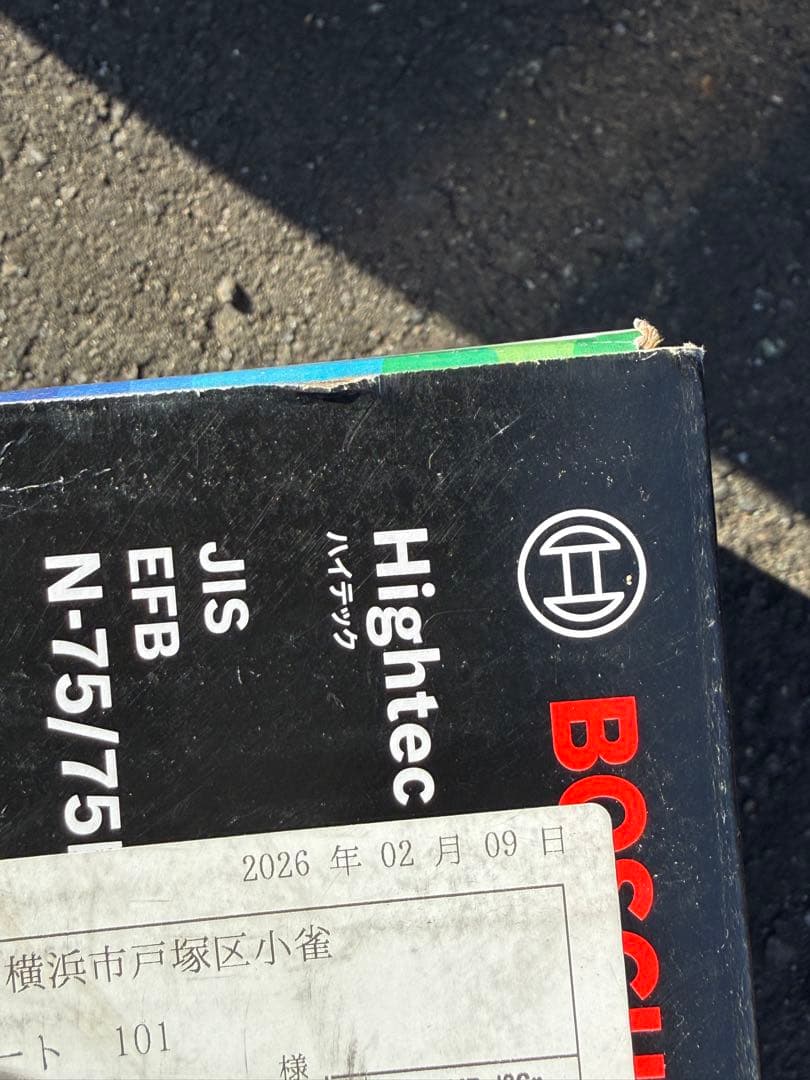 BOSCH
Hightec
ハイテック
JIS
EFB
N-75/75
2026 年 02 月 09 日
横浜市戸塚区小雀
ート 101
様